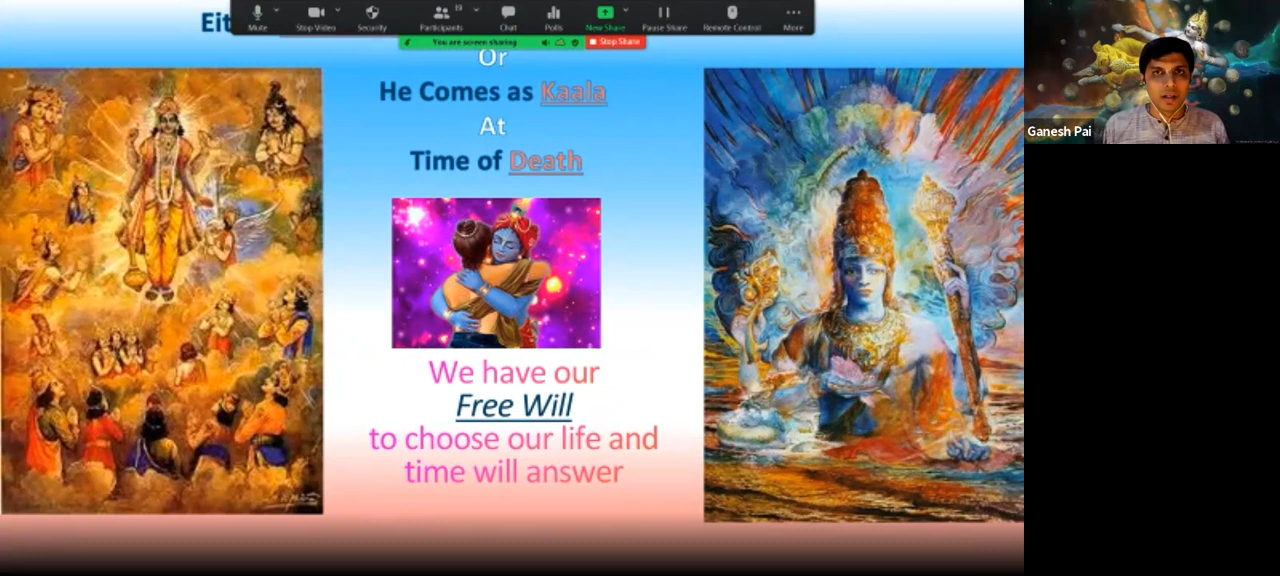 Eit
Mute
Stop Video
Security
19
Participants
Chat
Polls
New Share
Pause Share
Remote Control
More
You are screen sharing
Stop Share
Or
He Comes as Kaala
At
Time of Death
We have our
Free Will
to choose our life and
time will answer
Ganesh Pai